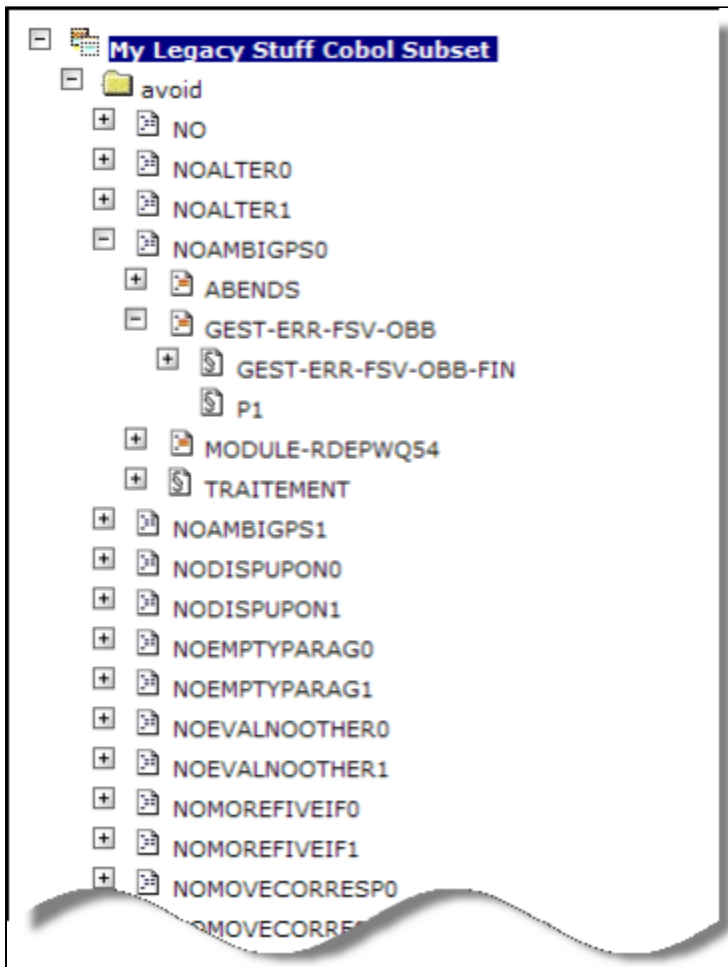 My Legacy Stuff Cobol Subset
avoid
NO
NOALTER0
NOALTER1
NOAMBIGPS0
ABENDS
GEST-ERR-FSV-OBB
GEST-ERR-FSV-OBB-FIN
P1
MODULE-RDEPWQ54
TRAITEMENT
NOAMBIGPS1
NODISPUPON0
NODISPUPON1
NOEMPTYPARAG0
NOEMPTYPARAG1
NOEVALNOOTHER0
NOEVALNOOTHER1
NOMOREFIVEIF0
NOMOREFIVEIF1
NOMOVECORRESP0